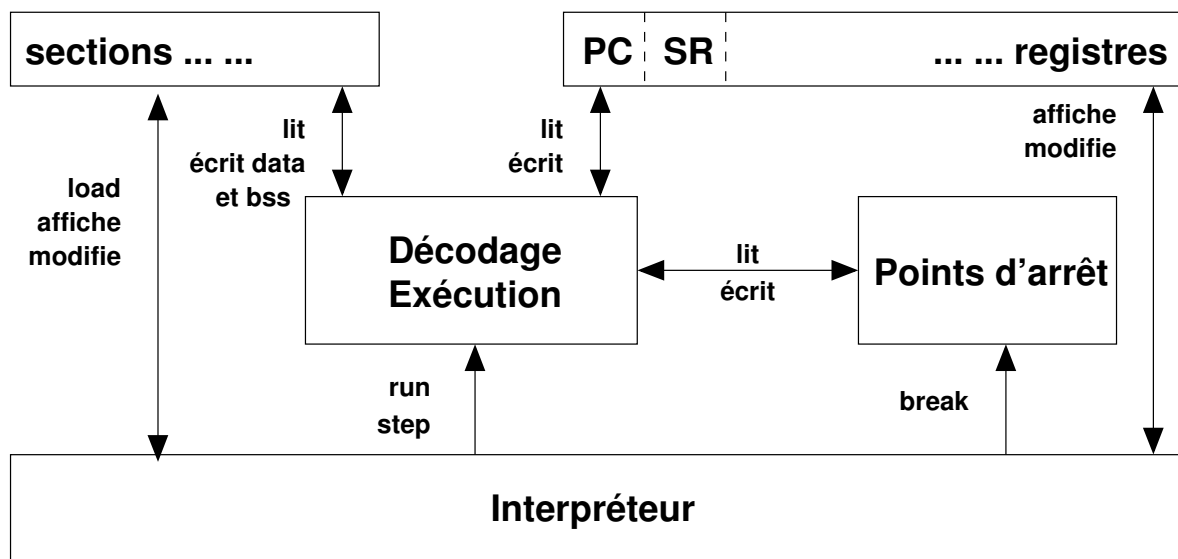 sections ... ...
PC SR ... ... registres
lit
écrit data
et bss
lit
écrit
affiche
modifie
load
affiche
modifie
Décodage
Exécution
lit
écrit
Points d'arrêt
run
step
break
Interpréteur